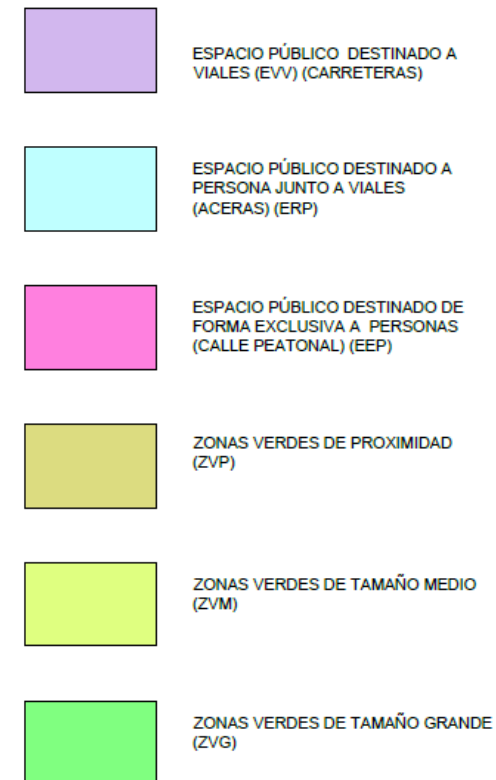 ESPACIO PÚBLICO DESTINADO A
VIALES (EVV) (CARRETERAS)
ESPACIO PÚBLICO DESTINADO A
PERSONA JUNTO A VIALES
(ACERAS) (ERP)
ESPACIO PÚBLICO DESTINADO DE
FORMA EXCLUSIVA A PERSONAS
(CALLE PEATONAL) (EEP)
ZONAS VERDES DE PROXIMIDAD
(ZVP)
ZONAS VERDES DE TAMAÑO MEDIO
(ZVM)
ZONAS VERDES DE TAMAÑO GRANDE
(ZVG)